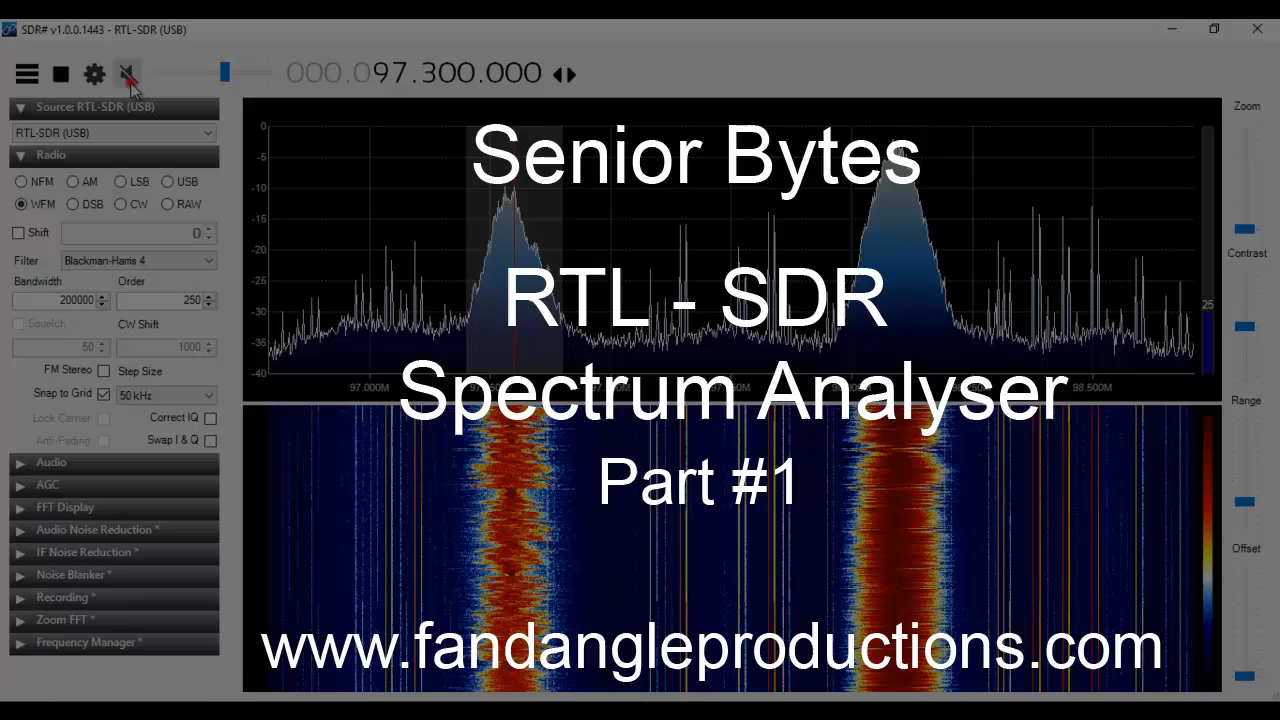 SDR# v1.0.0.1443 - RTL-SDR (USB)
000.097.300.000
Source: RTL-SDR (USB)
RTL-SDR (USB)
Radio
NFM AM LSB USB
WFM DSB CW RAW
Shift 0
Filter Blackman-Harris 4
Bandwidth Order
200000 250
Squelch CW Shift
50 1000
FM Stereo Step Size
Snap to Grid 50 kHz
Lock Carrier Correct IQ
Anti-Fading Swap I & Q
Audio
AGC
FFT Display
Audio Noise Reduction *
IF Noise Reduction *
Noise Blanker *
Recording *
Zoom FFT *
Frequency Manager *
0
-5
-10
-15
-20
-25
-30
-35
-40
97.000M
98.500M
25
Zoom
Contrast
Range
Offset
Senior Bytes
RTL - SDR
Spectrum Analyser
Part #1
www.fandangleproductions.com